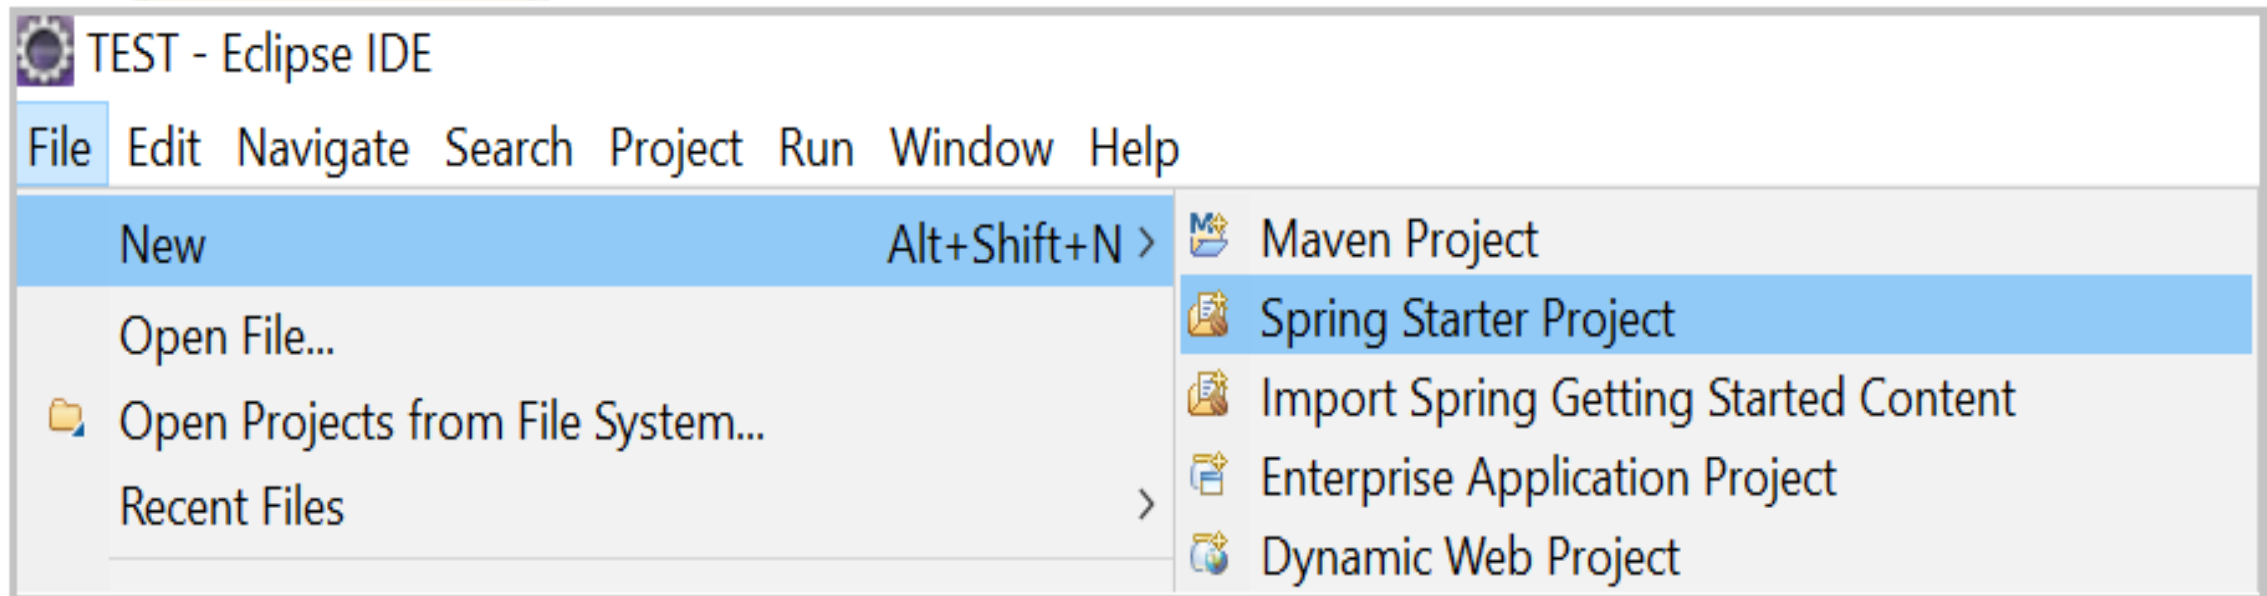 TEST - Eclipse IDE
File Edit Navigate Search Project Run Window Help
New Alt+Shift+N >
Open File...
Open Projects from File System...
Recent Files >
Maven Project
Spring Starter Project
Import Spring Getting Started Content
Enterprise Application Project
Dynamic Web Project